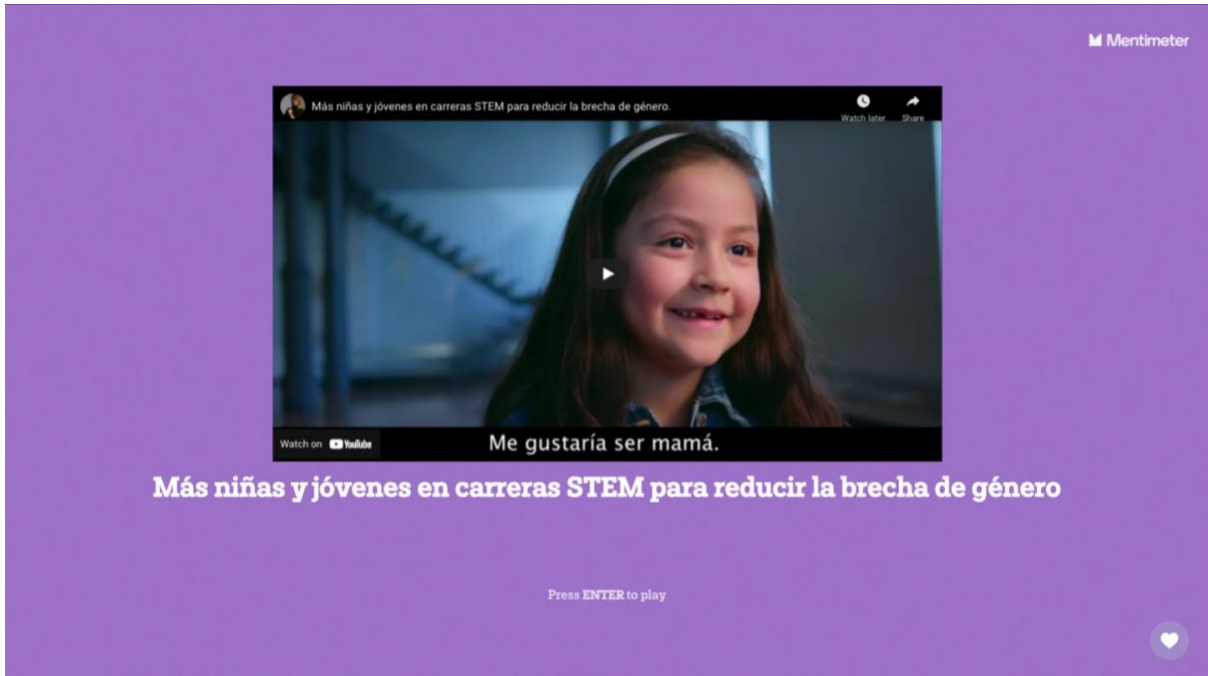 Mentimeter
Más niñas y jóvenes en carreras STEM para reducir la brecha de género.
Watch later
Share
Watch on YouTube
Me gustaría ser mamá.
Más niñas y jóvenes en carreras STEM para reducir la brecha de género
Press ENTER to play